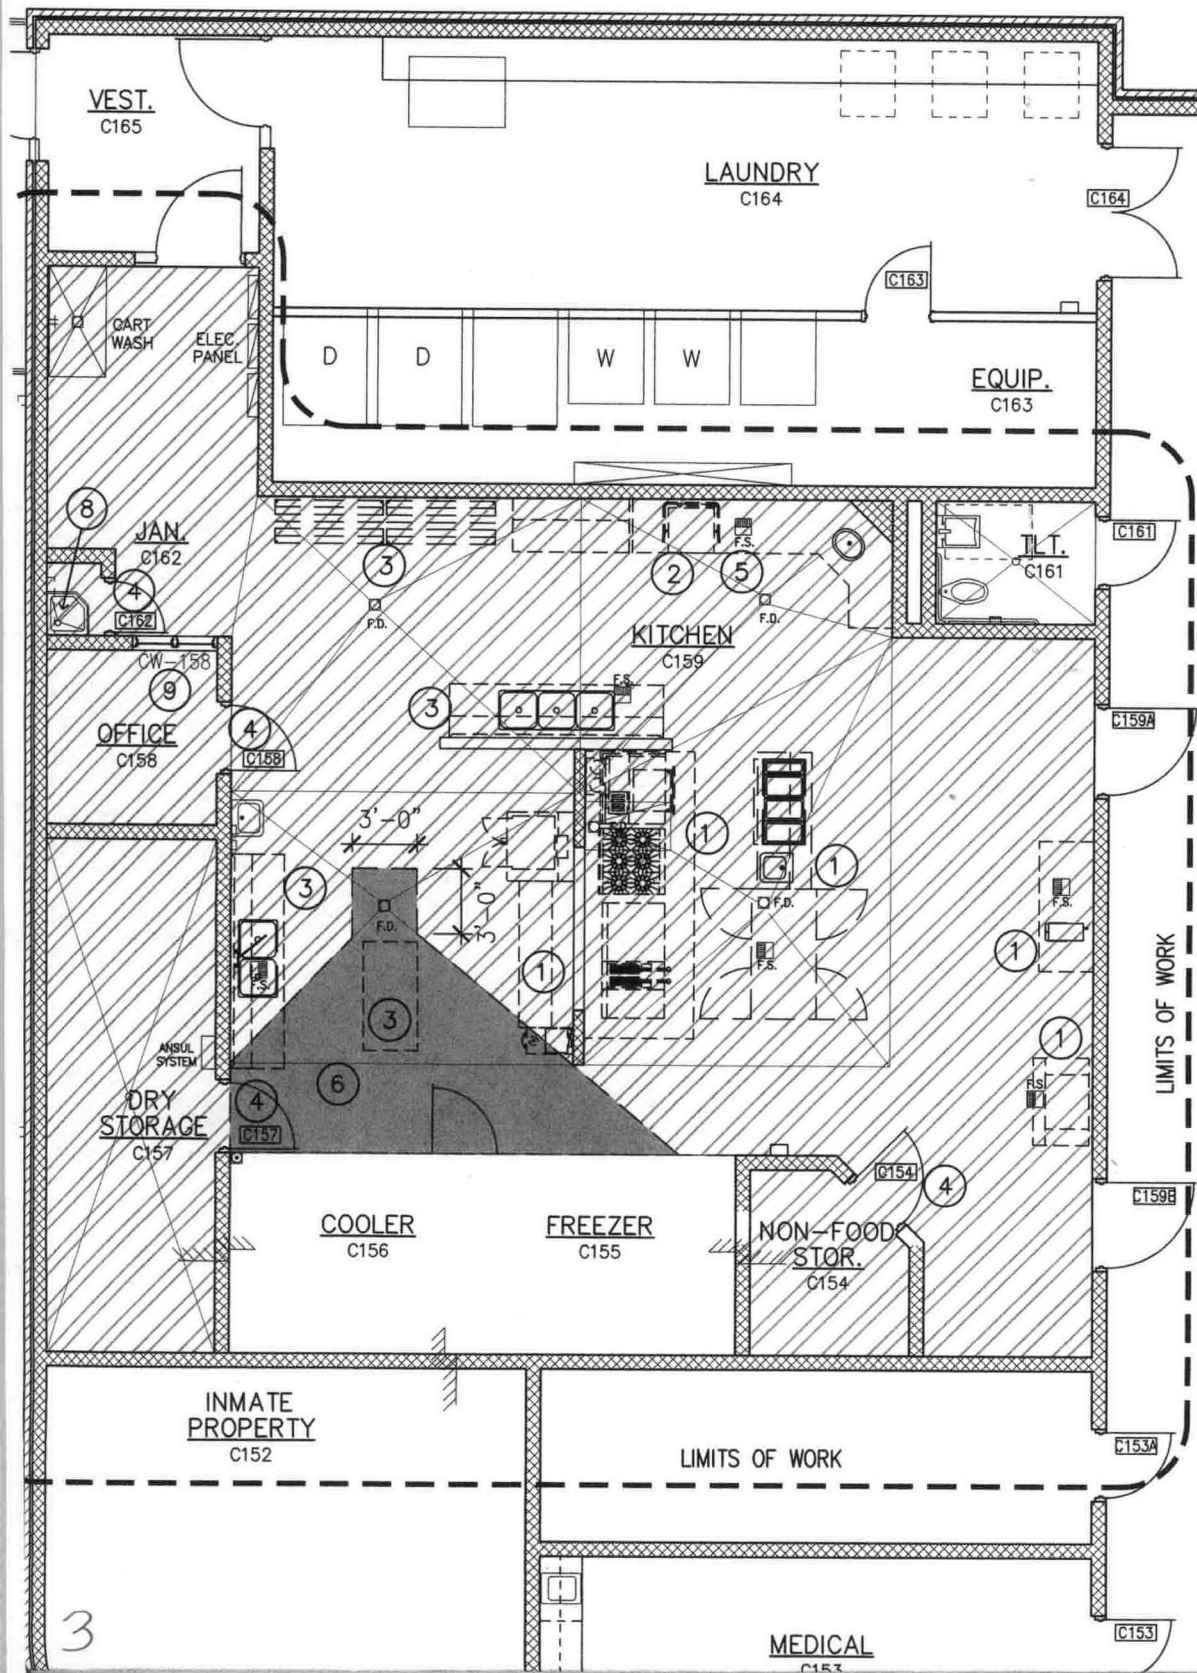 VEST.
C165
LAUNDRY
C164
C164
C163
CART
WASH
ELEC.
PANEL
D
D
W
W
EQUIP.
C163
8
JAN.
C162
3
2
F.S.
5
TLT.
C161
C161
4
C162
F.D.
F.D.
KITCHEN
C159
CW-158
9
F.S.
3
OFFICE
C158
4
C158
C159A
3'-0"
1
1
3
3'-0"
F.D.
F.D.
F.S.
F.S.
1
1
F.S.
3
LIMITS OF WORK
ANSUL
SYSTEM
1
6
4
F.S.
DRY
STORAGE
C157
C157
C154
4
C159B
COOLER
C156
FREEZER
C155
NON-FOOD
STOR.
C154
INMATE
PROPERTY
C152
LIMITS OF WORK
C153A
3
MEDICAL
C153
C153